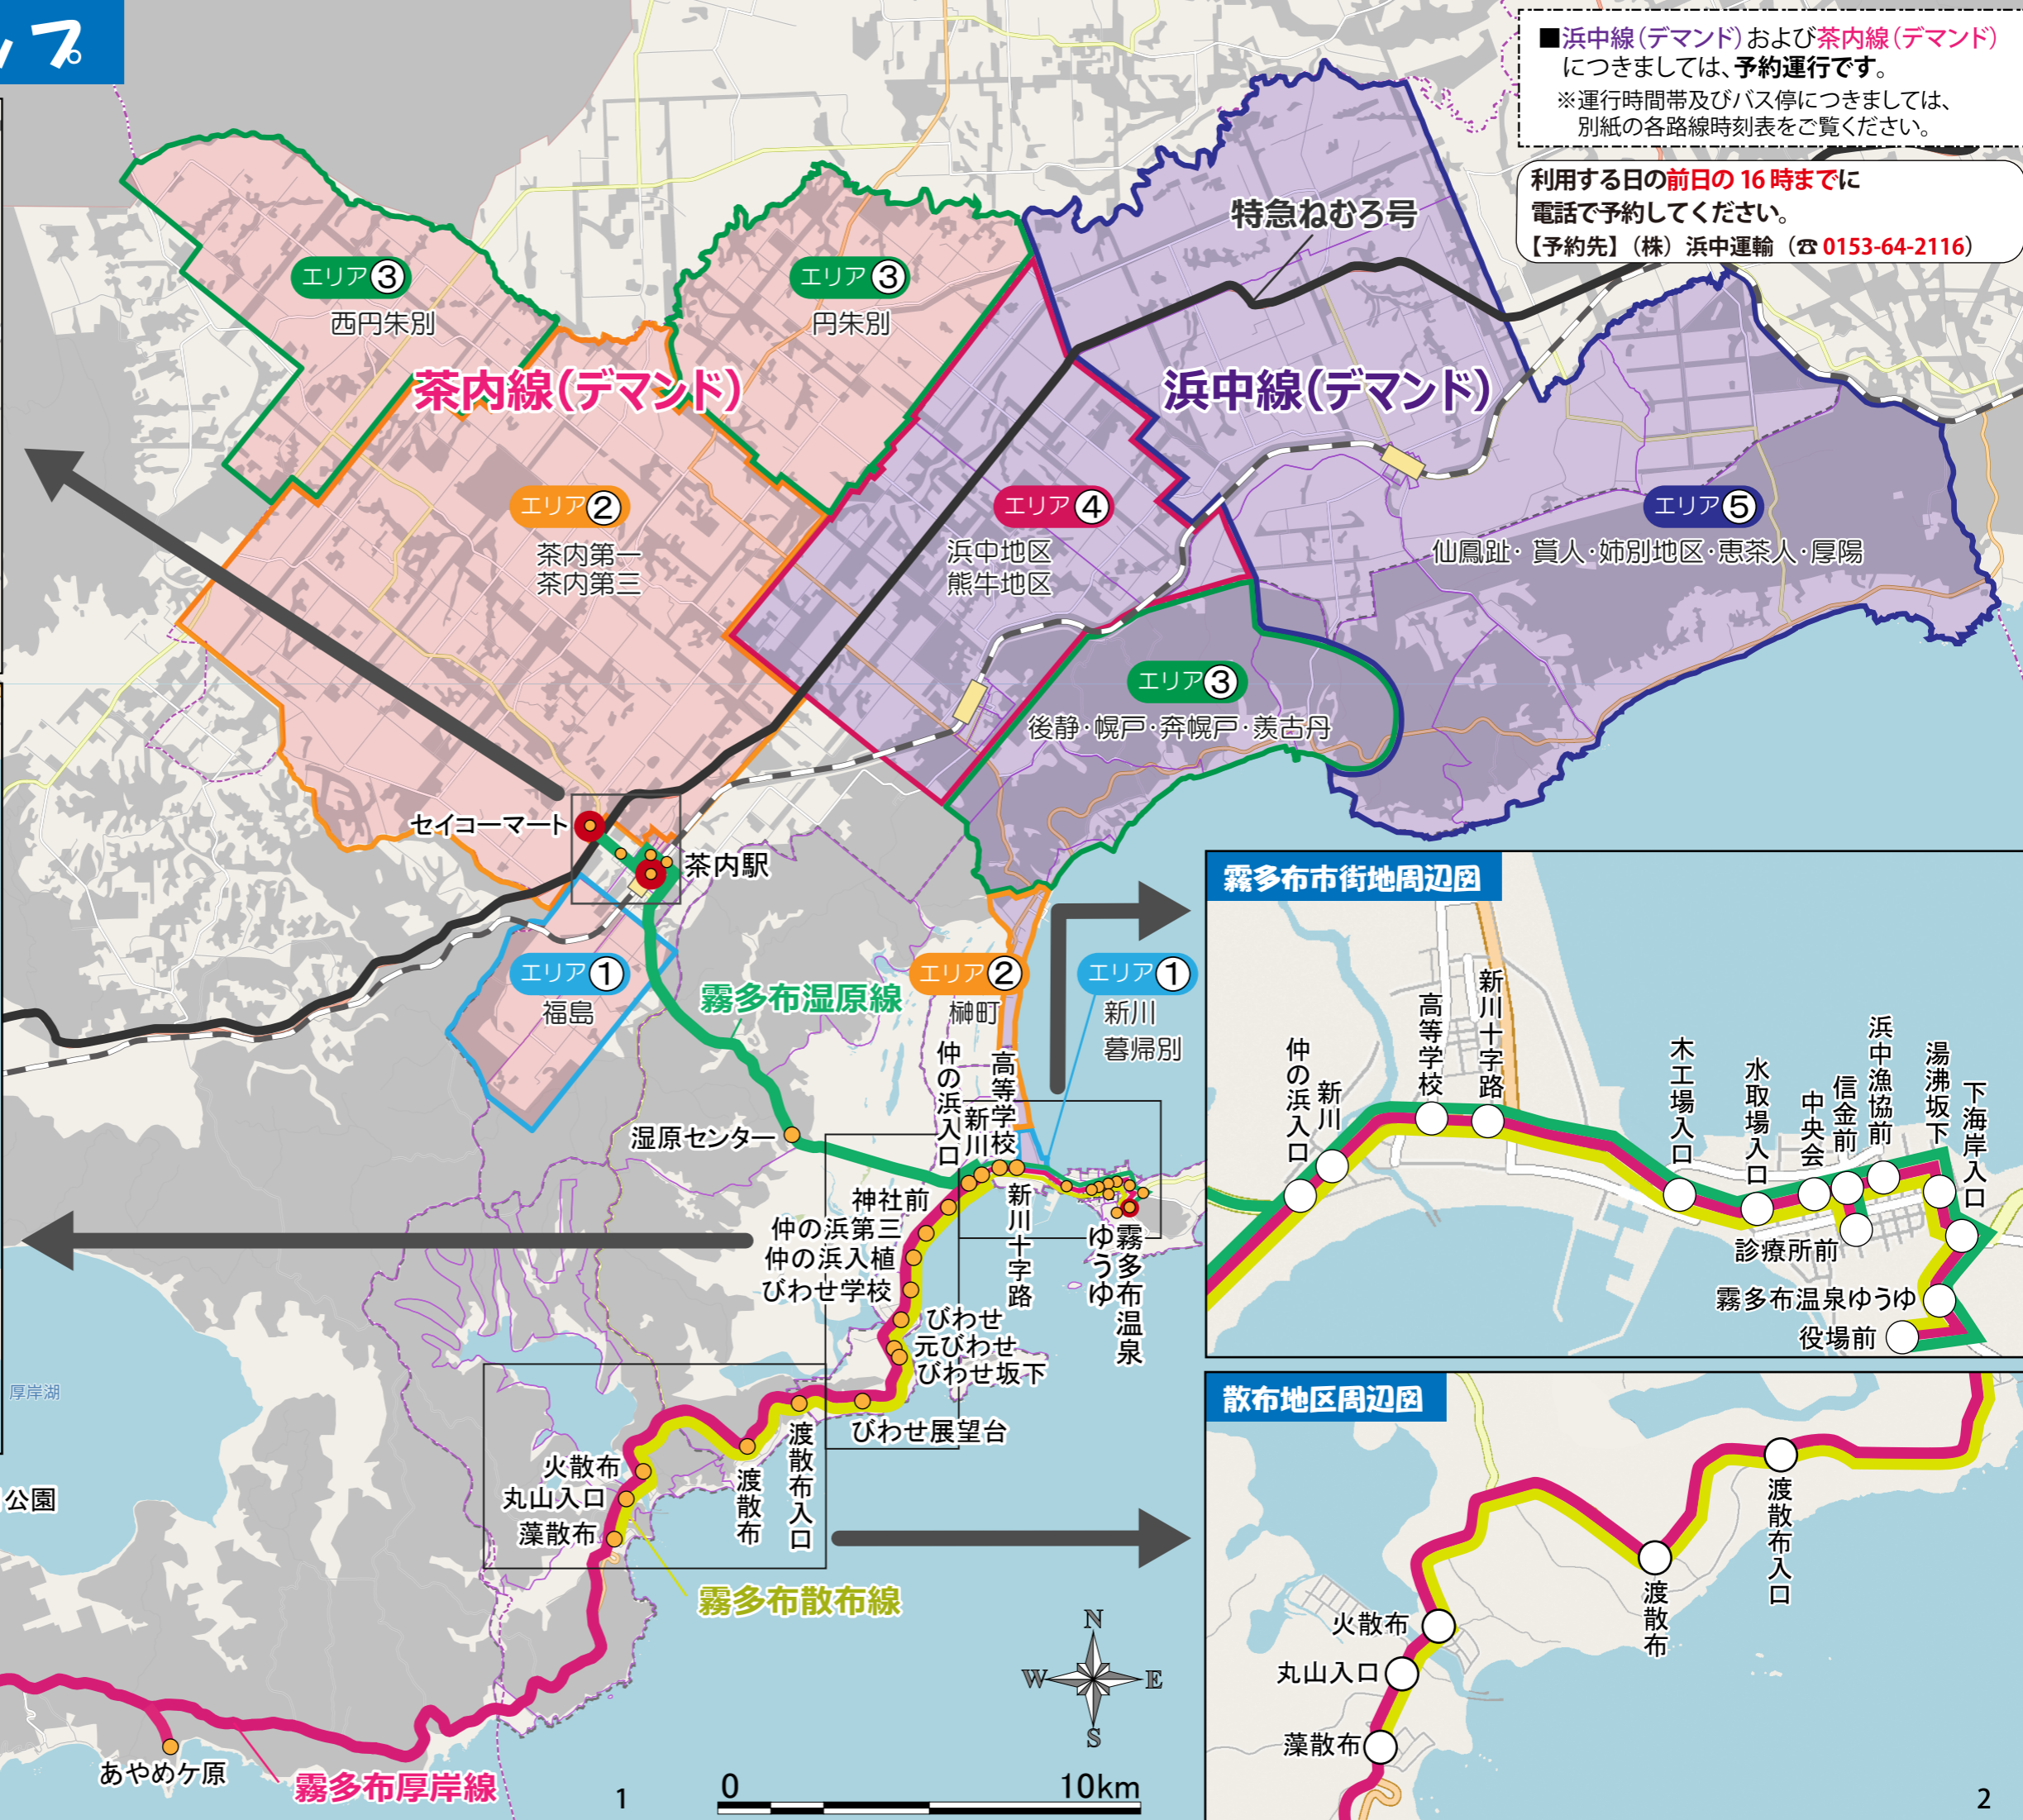 ップ
■浜中線(デマンド)および茶内線(デマンド)
につきましては、予約運行です。
※運行時間帯及びバス停につきましては、
別紙の各路線時刻表をご覧ください。
利用する日の前日の16時までに
電話で予約してください。
【予約先】(株)浜中運輸(☎0153-64-2116)
特急ねむろ号
エリア③
西円朱別
エリア③
円朱別
茶内線(デマンド)
浜中線(デマンド)
エリア②
茶内第一
茶内第三
エリア④
浜中地区
熊牛地区
エリア⑤
仙鳳趾・貰人・姉別地区・恵茶人・厚陽
エリア③
後静・幌戸・奔幌戸・羨古丹
セイコーマート
茶内駅
エリア①
福島
霧多布湿原線
エリア②
榊町
エリア①
新川
暮帰別
仲の浜入口
新川
高等学校
湿原センター
神社前
仲の浜第三
仲の浜入植
びわせ学校
新川十字路
霧多布温泉
ゆうゆ
びわせ
元びわせ
びわせ坂下
びわせ展望台
渡散布入口
渡散布
火散布
丸山入口
藻散布
霧多布散布線
厚岸湖
公園
あやめケ原
霧多布厚岸線
N
W
E
S
0
10km
1
霧多布市街地周辺図
仲の浜入口
新川
高等学校
新川十字路
木工場入口
水取場入口
中央会
信金前
浜中漁協前
湯沸坂下
下海岸入口
診療所前
霧多布温泉ゆうゆ
役場前
散布地区周辺図
渡散布入口
渡散布
火散布
丸山入口
藻散布
2